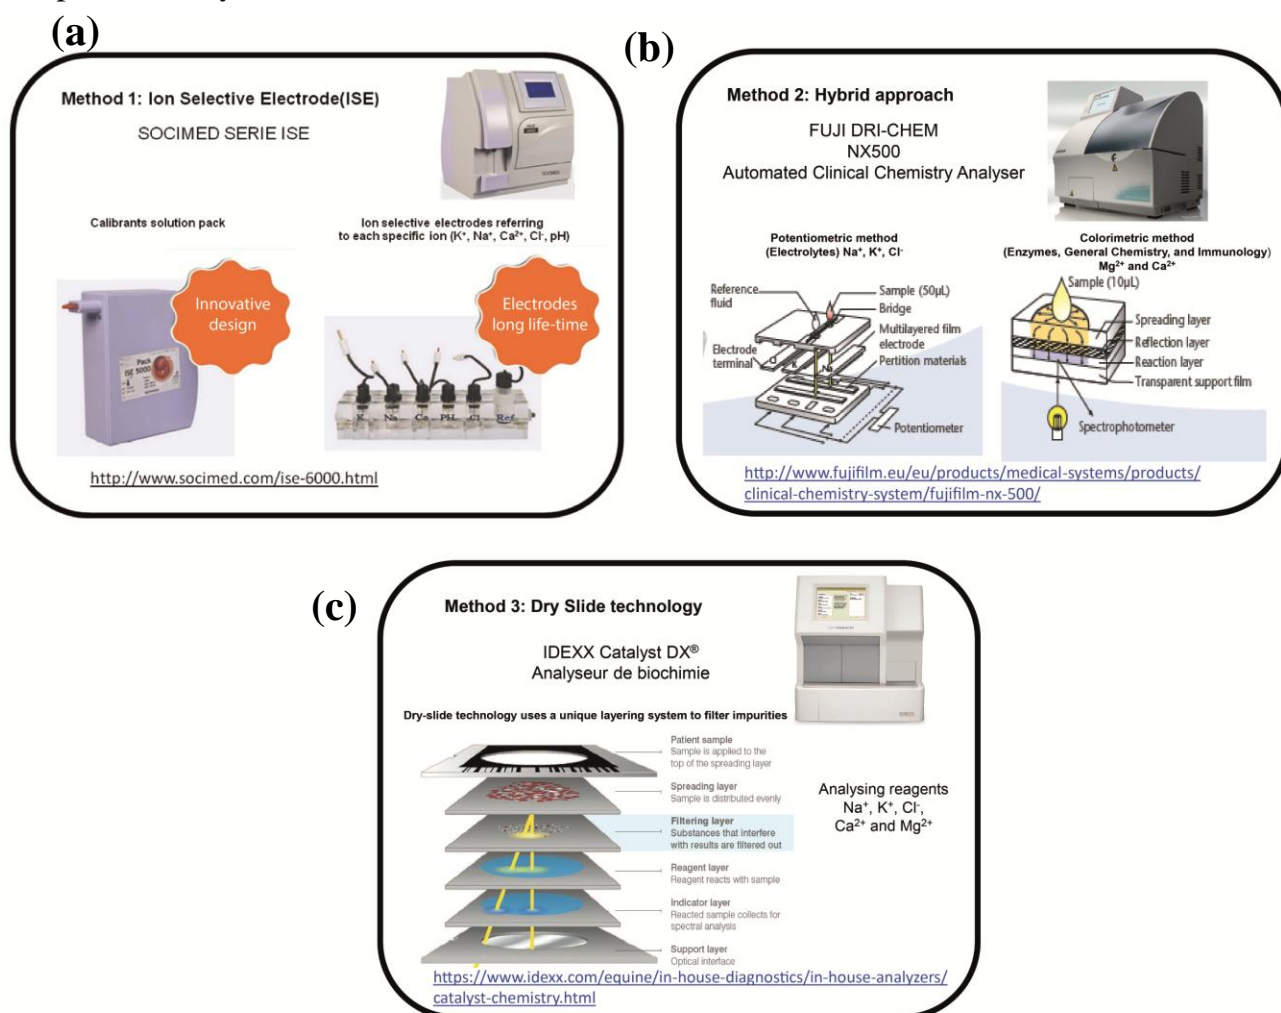 (a)
Method 1: Ion Selective Electrode(ISE)
SOCIMED SERIE ISE
Calibrants solution pack
Ion selective electrodes referring
to each specific ion (K⁺, Na⁺, Ca²⁺, Cl⁻, pH)
Innovative
design
Electrodes
long life-time
Pack
ISE 5000
K
Na
Ca
PH
Cl
Ref
http://www.socimed.com/ise-6000.html
(b)
Method 2: Hybrid approach
FUJI DRI-CHEM
NX500
Automated Clinical Chemistry Analyser
Potentiometric method
(Electrolytes) Na⁺, K⁺, Cl⁻
Reference
fluid
Sample (50μL)
Bridge
Multilayered film
electrode
Electrode
terminal
Cl
K
Na
Pertition materials
Potentiometer
Colorimetric method
(Enzymes, General Chemistry, and Immunology)
Mg²⁺ and Ca²⁺
Sample (10μL)
Spreading layer
Reflection layer
Reaction layer
Transparent support film
Spectrophotometer
http://www.fujifilm.eu/eu/products/medical-systems/products/
clinical-chemistry-system/fujifilm-nx-500/
(c)
Method 3: Dry Slide technology
IDEXX Catalyst DX®
Analyseur de biochimie
Dry-slide technology uses a unique layering system to filter impurities
Patient sample
Sample is applied to the
top of the spreading layer
Spreading layer
Sample is distributed evenly
Filtering layer
Substances that interfere
with results are filtered out
Reagent layer
Reagent reacts with sample
Indicator layer
Reacted sample collects for
spectral analysis
Support layer
Optical interface
Analysing reagents
Na⁺, K⁺, Cl⁻,
Ca²⁺ and Mg²⁺
https://www.idexx.com/equine/in-house-diagnostics/in-house-analyzers/
catalyst-chemistry.html